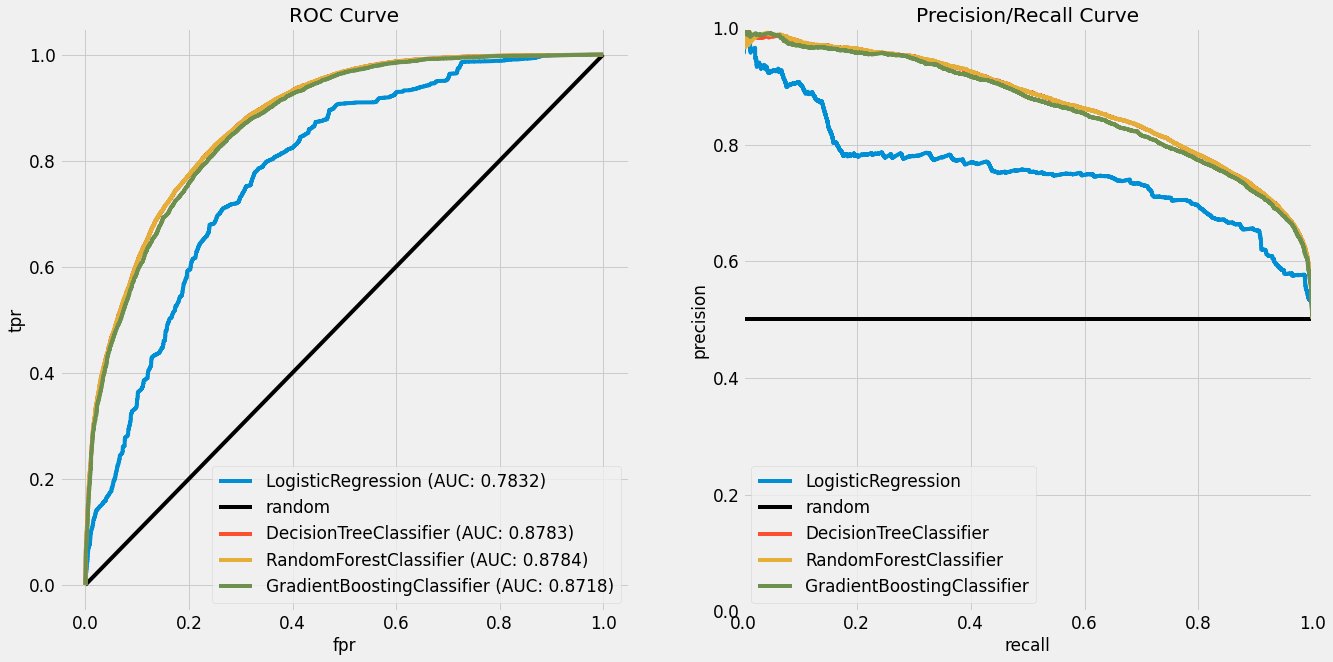 ROC Curve
1.0
0.8
0.6
0.4
0.2
0.0
tpr
LogisticRegression (AUC: 0.7832)
random
DecisionTreeClassifier (AUC: 0.8783)
RandomForestClassifier (AUC: 0.8784)
GradientBoostingClassifier (AUC: 0.8718)
0.0 0.2 0.4 0.6 0.8 1.0
fpr
Precision/Recall Curve
1.0
0.8
0.6
0.4
0.2
0.0
precision
LogisticRegression
random
DecisionTreeClassifier
RandomForestClassifier
GradientBoostingClassifier
0.0 0.2 0.4 0.6 0.8 1.0
recall